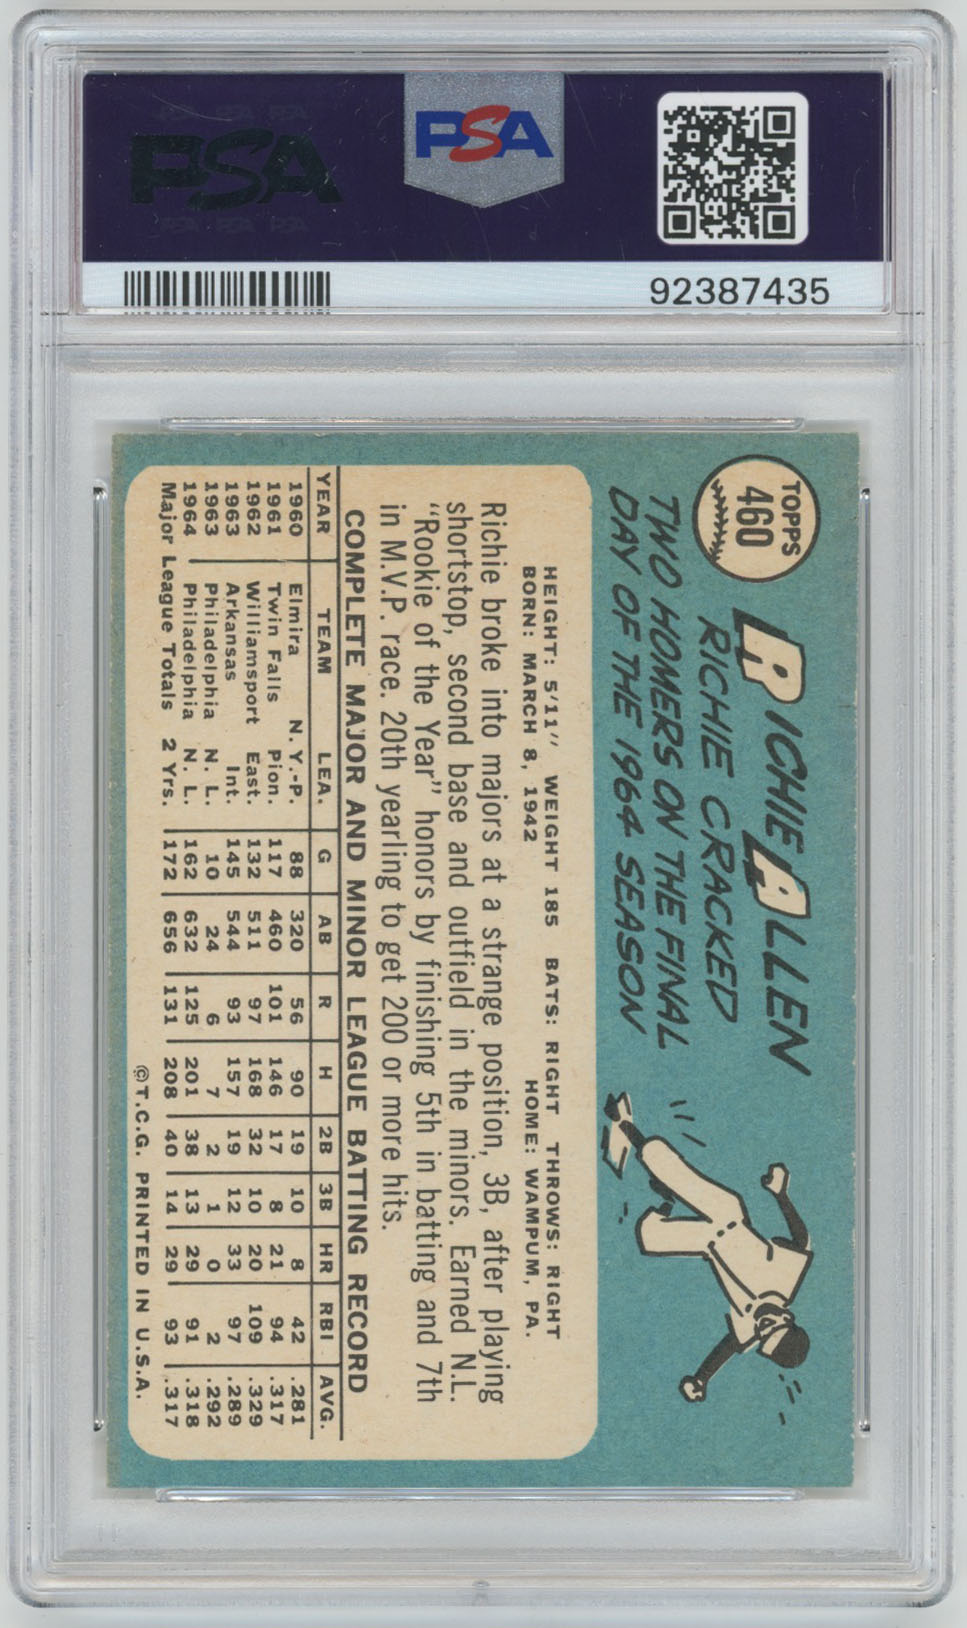 PSA
PSA
92387435
TOPPS
460
RICHIE ALLEN
RICHIE CRACKED
TWO HOMERS ON THE FINAL
DAY OF THE 1964 SEASON
HEIGHT: 5'11" WEIGHT 185 BATS: RIGHT THROWS: RIGHT
BORN: MARCH 8, 1942 HOME: WAMPUM, PA.
Richie broke into majors at a strange position, 3B, after playing
shortstop, second base and outfield in the minors. Earned N.L.
"Rookie of the Year" honors by finishing 5th in batting and 7th
in M.V.P. race. 20th yearling to get 200 or more hits.
COMPLETE MAJOR AND MINOR LEAGUE BATTING RECORD
YEAR TEAM LEA. G AB R H 2B 3B HR RBI AVG.
1960 Elmira N. Y.-P. 88 320 56 90 19 10 8 42 .281
1961 Twin Falls Pion. 117 460 101 146 17 8 21 94 .317
1962 Williamsport East. 132 511 97 168 32 10 20 109 .329
1963 Arkansas Int. 145 544 93 157 19 12 33 97 .289
1963 Philadelphia N. L. 10 24 6 7 2 1 0 2 .292
1964 Philadelphia N. L. 162 632 125 201 38 13 29 91 .318
Major League Totals 2 Yrs. 172 656 131 208 40 14 29 93 .317
©T.C.G. PRINTED IN U.S.A.